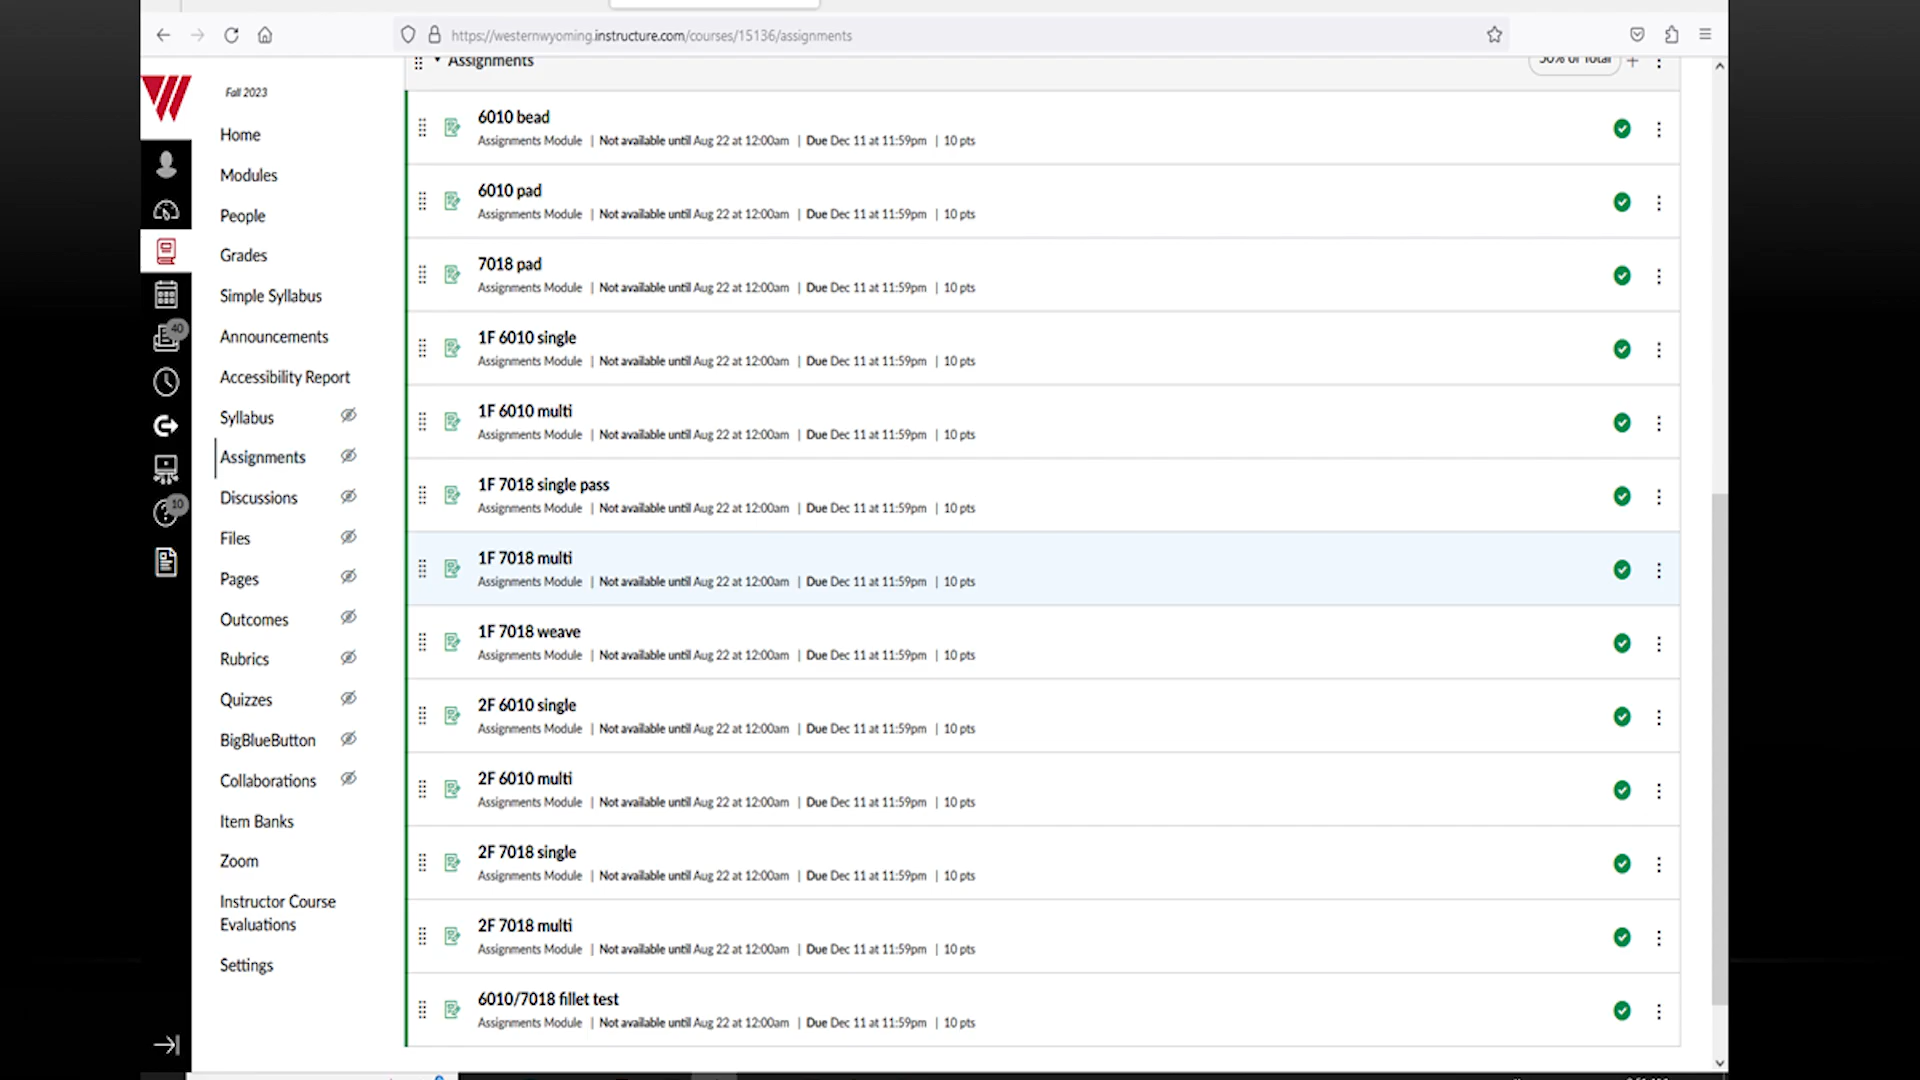 https://westernwyoming.instructure.com/courses/15136/assignments
Fall 2023
Home
Modules
People
Grades
Simple Syllabus
Announcements
Accessibility Report
Syllabus
Assignments
Discussions
Files
Pages
Outcomes
Rubrics
Quizzes
BigBlueButton
Collaborations
Item Banks
Zoom
Instructor Course
Evaluations
Settings
40
10
Assignments
50% of Total
6010 bead
Assignments Module | Not available until Aug 22 at 12:00am | Due Dec 11 at 11:59pm | 10 pts
6010 pad
Assignments Module | Not available until Aug 22 at 12:00am | Due Dec 11 at 11:59pm | 10 pts
7018 pad
Assignments Module | Not available until Aug 22 at 12:00am | Due Dec 11 at 11:59pm | 10 pts
1F 6010 single
Assignments Module | Not available until Aug 22 at 12:00am | Due Dec 11 at 11:59pm | 10 pts
1F 6010 multi
Assignments Module | Not available until Aug 22 at 12:00am | Due Dec 11 at 11:59pm | 10 pts
1F 7018 single pass
Assignments Module | Not available until Aug 22 at 12:00am | Due Dec 11 at 11:59pm | 10 pts
1F 7018 multi
Assignments Module | Not available until Aug 22 at 12:00am | Due Dec 11 at 11:59pm | 10 pts
1F 7018 weave
Assignments Module | Not available until Aug 22 at 12:00am | Due Dec 11 at 11:59pm | 10 pts
2F 6010 single
Assignments Module | Not available until Aug 22 at 12:00am | Due Dec 11 at 11:59pm | 10 pts
2F 6010 multi
Assignments Module | Not available until Aug 22 at 12:00am | Due Dec 11 at 11:59pm | 10 pts
2F 7018 single
Assignments Module | Not available until Aug 22 at 12:00am | Due Dec 11 at 11:59pm | 10 pts
2F 7018 multi
Assignments Module | Not available until Aug 22 at 12:00am | Due Dec 11 at 11:59pm | 10 pts
6010/7018 fillet test
Assignments Module | Not available until Aug 22 at 12:00am | Due Dec 11 at 11:59pm | 10 pts